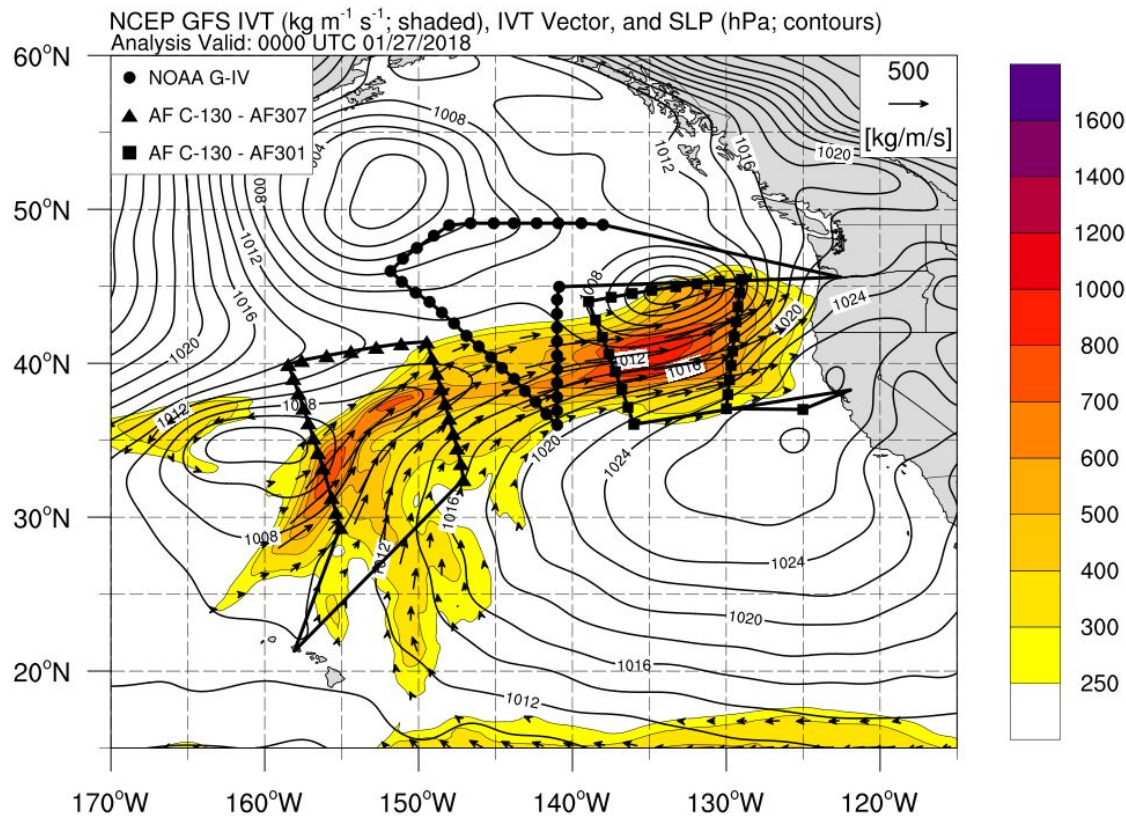 NCEP GFS IVT (kg m⁻¹ s⁻¹; shaded), IVT Vector, and SLP (hPa; contours)
Analysis Valid: 0000 UTC 01/27/2018
60°N
50°N
40°N
30°N
20°N
NOAA G-IV
AF C-130 - AF307
AF C-130 - AF301
500
[kg/m/s]
1008
1012
1016
1020
1004
1008
1012
1016
1020
1008
1024
1020
1012
1016
1012
1008
1020
1024
1016
1008
1012
1024
1020
1016
1012
170°W
160°W
150°W
140°W
130°W
120°W
1600
1400
1200
1000
800
700
600
500
400
300
250